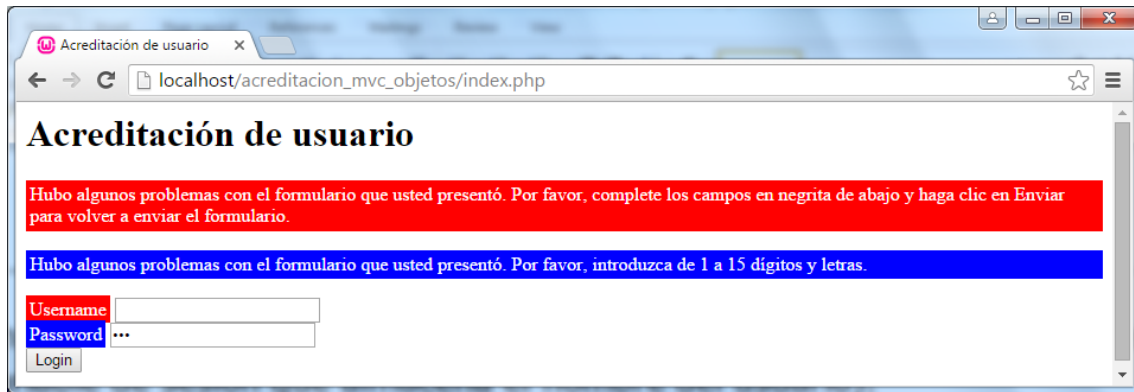 Acreditación de usuario
localhost/acreditacion_mvc_objetos/index.php
Acreditación de usuario
Hubo algunos problemas con el formulario que usted presentó. Por favor, complete los campos en negrita de abajo y haga clic en Enviar
para volver a enviar el formulario.
Hubo algunos problemas con el formulario que usted presentó. Por favor, introduzca de 1 a 15 dígitos y letras.
Username
Password •••
Login